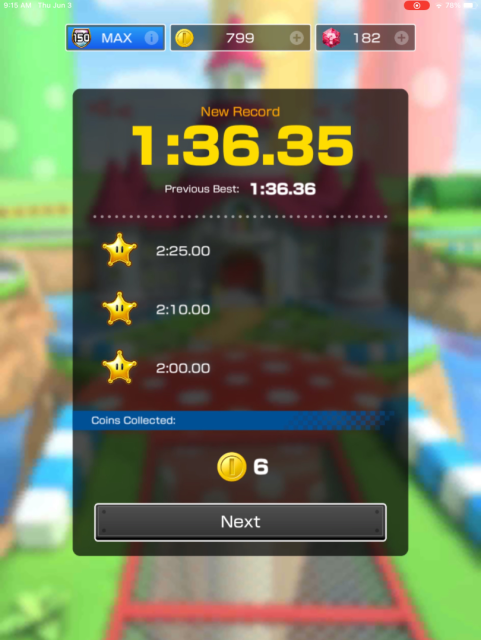 9:15 AM Thu Jun 3
76%
150 MAX
799
182
New Record
1:36.35
Previous Best: 1:36.36
2:25.00
2:10.00
2:00.00
Coins Collected:
6
Next